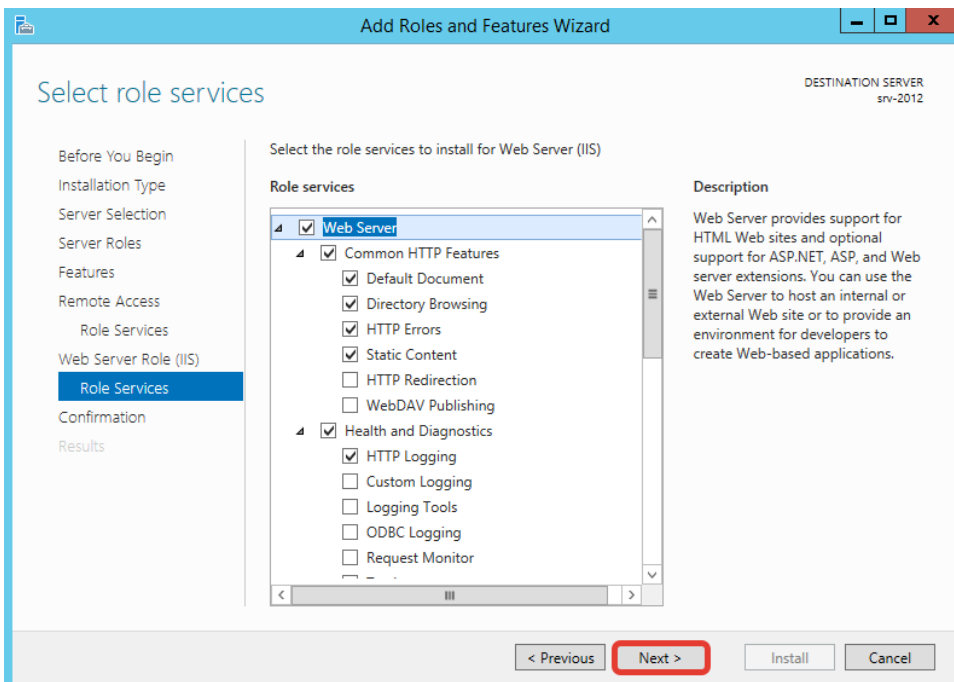 Add Roles and Features Wizard
Select role services
DESTINATION SERVER
srv-2012
Before You Begin
Installation Type
Server Selection
Server Roles
Features
Remote Access
Role Services
Web Server Role (IIS)
Role Services
Confirmation
Results
Select the role services to install for Web Server (IIS)
Role services
Web Server
Common HTTP Features
Default Document
Directory Browsing
HTTP Errors
Static Content
HTTP Redirection
WebDAV Publishing
Health and Diagnostics
HTTP Logging
Custom Logging
Logging Tools
ODBC Logging
Request Monitor
Description
Web Server provides support for
HTML Web sites and optional
support for ASP.NET, ASP, and Web
server extensions. You can use the
Web Server to host an internal or
external Web site or to provide an
environment for developers to
create Web-based applications.
< Previous
Next >
Install
Cancel